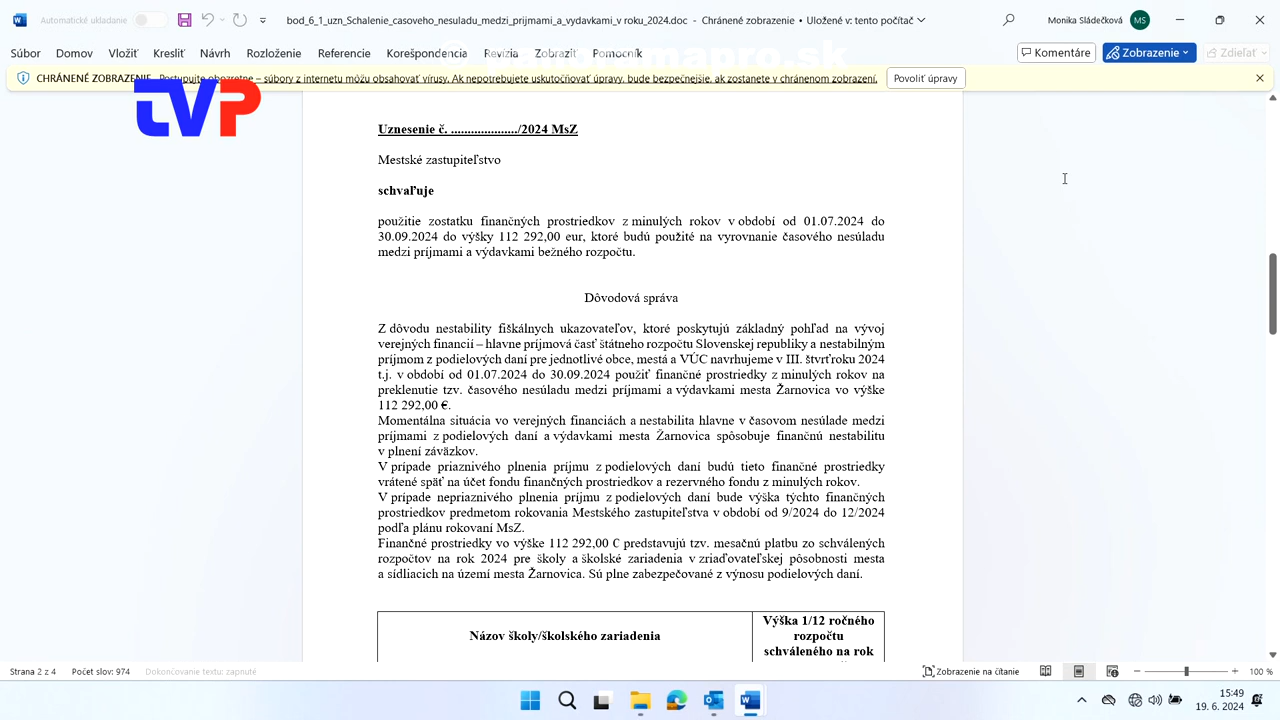 Automatické ukladanie
bod_6_1_uzn_Schalenie_casoveho_nesuladu_medzi_prijmami_a_vydavkami_v roku_2024.doc - Chránené zobrazenie • Uložené v: tento počítač
Monika Sládečková
MS
Súbor Domov Vložiť Kresliť Návrh Rozloženie Referencie Korešpondencia Revízia Zobraziť Pomocník
mapro.sk
Komentáre
Zobrazenie
Zdieľať
CHRÁNENÉ ZOBRAZENIE Postupujte obozretne – súbory z internetu môžu obsahovať vírusy. Ak nepotrebujete uskutočňovať úpravy, bude bezpečnejšie, ak zostanete v chránenom zobrazení.
Povoliť úpravy
tVP
Uznesenie č. ..................../2024 MsZ
Mestské zastupiteľstvo
schvaľuje
použitie zostatku finančných prostriedkov z minulých rokov v období od 01.07.2024 do
30.09.2024 do výšky 112 292,00 eur, ktoré budú použité na vyrovnanie časového nesúladu
medzi príjmami a výdavkami bežného rozpočtu.
Dôvodová správa
Z dôvodu nestability fiškálnych ukazovateľov, ktoré poskytujú základný pohľad na vývoj
verejných financií – hlavne príjmová časť štátneho rozpočtu Slovenskej republiky a nestabilným
príjmom z podielových daní pre jednotlivé obce, mestá a VÚC navrhujeme v III. štvrťroku 2024
t.j. v období od 01.07.2024 do 30.09.2024 použiť finančné prostriedky z minulých rokov na
preklenutie tzv. časového nesúladu medzi príjmami a výdavkami mesta Žarnovica vo výške
112 292,00 €.
Momentálna situácia vo verejných financiách a nestabilita hlavne v časovom nesúlade medzi
príjmami z podielových daní a výdavkami mesta Žarnovica spôsobuje finančnú nestabilitu
v plnení záväzkov.
V prípade priaznivého plnenia príjmu z podielových daní budú tieto finančné prostriedky
vrátené späť na účet fondu finančných prostriedkov a rezervného fondu z minulých rokov.
V prípade nepriaznivého plnenia príjmu z podielových daní bude výška týchto finančných
prostriedkov predmetom rokovania Mestského zastupiteľstva v období od 9/2024 do 12/2024
podľa plánu rokovaní MsZ.
Finančné prostriedky vo výške 112 292,00 € predstavujú tzv. mesačnú platbu zo schválených
rozpočtov na rok 2024 pre školy a školské zariadenia v zriaďovateľskej pôsobnosti mesta
a sídliacich na území mesta Žarnovica. Sú plne zabezpečované z výnosu podielových daní.
Názov školy/školského zariadenia
Výška 1/12 ročného
rozpočtu
schváleného na rok
Strana 2 z 4 Počet slov: 974 Dokončovanie textu: zapnuté
Zobrazenie na čítanie
100 %
15:49
19. 6. 2024